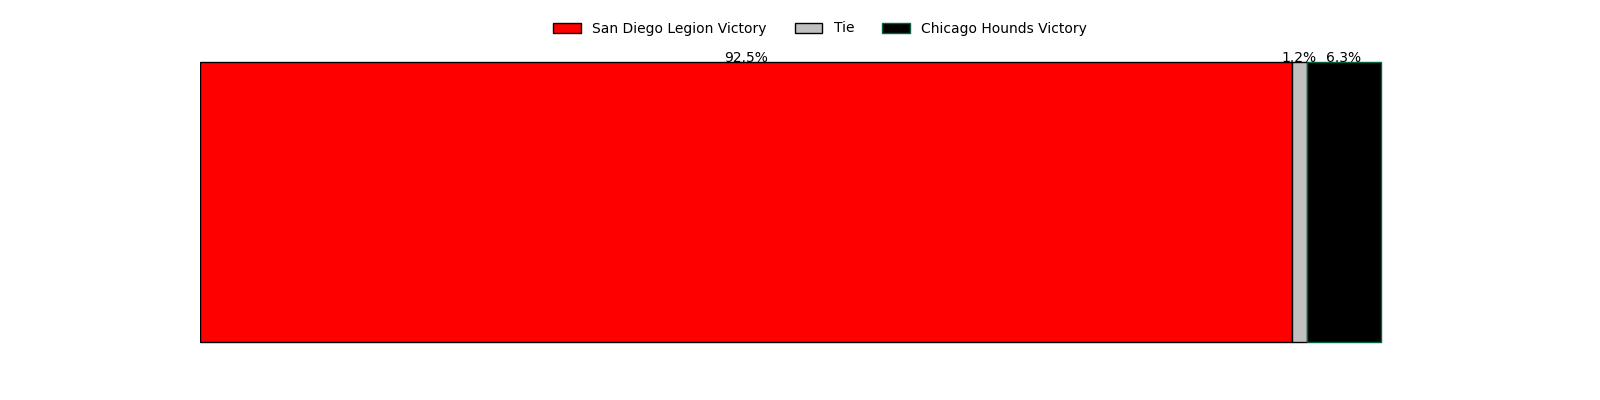 San Diego Legion Victory Tie Chicago Hounds Victory
92.5% 1.2% 6.3%